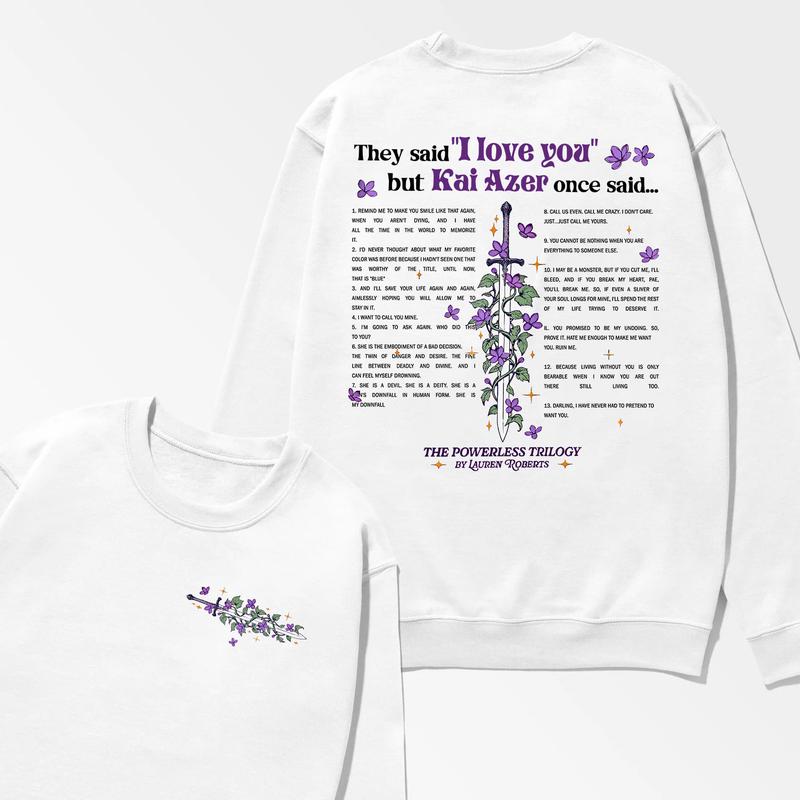 They said "I love you"
but Kai Azer once said...
1. REMIND ME TO MAKE YOU SMILE LIKE THAT AGAIN,
WHEN YOU AREN'T DYING, AND I HAVE
ALL THE TIME IN THE WORLD TO MEMORIZE
IT.
2. I'D NEVER THOUGHT ABOUT WHAT MY FAVORITE
COLOR WAS BEFORE BECAUSE I HADN'T SEEN ONE THAT
WAS WORTHY OF THE TITLE, UNTIL NOW,
THAT IS "BLUE"
3. AND I'LL SAVE YOUR LIFE AGAIN AND AGAIN,
AIMLESSLY HOPING YOU WILL ALLOW ME TO
STAY IN IT.
4. I WANT TO CALL YOU MINE.
5. I'M GOING TO ASK AGAIN. WHO DID THIS
TO YOU?
6. SHE IS THE EMBODIMENT OF A BAD DECISION.
THE TWIN OF DANGER AND DESIRE. THE FINE
LINE BETWEEN DEADLY AND DIVINE. AND I
CAN FEEL MYSELF DROWNING.
7. SHE IS A DEVIL. SHE IS A DEITY. SHE IS A
DOWNFALL IN HUMAN FORM. SHE IS
MY DOWNFALL
8. CALL US EVEN. CALL ME CRAZY. I DON'T CARE.
JUST...JUST CALL ME YOURS.
9. YOU CANNOT BE NOTHING WHEN YOU ARE
EVERYTHING TO SOMEONE ELSE.
10. I MAY BE A MONSTER, BUT IF YOU CUT ME, I'LL
BLEED, AND IF YOU BREAK MY HEART, PAE,
YOU'LL BREAK ME. SO, IF EVEN A SLIVER OF
YOUR SOUL LONGS FOR MINE, I'LL SPEND THE REST
OF MY LIFE TRYING TO DESERVE IT.
11. YOU PROMISED TO BE MY UNDOING. SO,
PROVE IT. HATE ME ENOUGH TO MAKE ME WANT
YOU. RUIN ME.
12. BECAUSE LIVING WITHOUT YOU IS ONLY
BEARABLE WHEN I KNOW YOU ARE OUT
THERE STILL LIVING TOO.
13. DARLING, I HAVE NEVER HAD TO PRETEND TO
WANT YOU.
THE POWERLESS TRILOGY
BY LAUREN ROBERTS